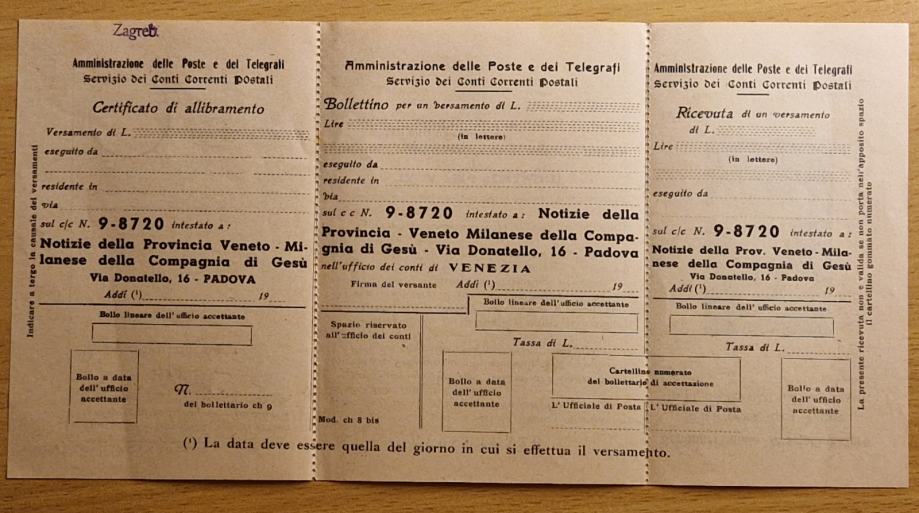 Zagreb
Amministrazione delle Poste e dei Telegrafi
Servizio dei Conti Correnti Postali
Certificato di allibramento
Versamento di L.
eseguito da
residente in
via
sul c/c N. 9-8720 intestato a:
Notizie della Provincia Veneto - Mi-
lanese della Compagnia di Gesù
Via Donatello, 16 - PADOVA
Addì (¹) 19
Bollo lineare dell'ufficio accettante
Bollo a data
dell'ufficio
accettante
N.
del bollettario ch 9
Indicare a tergo la causale del versamenti
Amministrazione delle Poste e dei Telegrafi
Servizio dei Conti Correnti Postali
Bollettino per un versamento di L.
Lire
(in lettere)
eseguito da
residente in
via
sul c c N. 9-8720 intestato a: Notizie della
Provincia - Veneto Milanese della Compa-
gnia di Gesù - Via Donatello, 16 - Padova
nell'ufficio dei conti di VENEZIA
Firma del versante Addì (¹) 19
Bollo lineare dell'ufficio accettante
Spazio riservato
all'ufficio dei conti
Tassa di L.
Bollo a data
dell'ufficio
accettante
Cartellino numerato
del bollettario di accettazione
L'Ufficiale di Posta
Mod. ch 8 bis
Amministrazione delle Poste e dei Telegrafi
Servizio dei Conti Correnti Postali
Ricevuta di un versamento
di L.
Lire
(in lettere)
eseguito da
sul c/c N. 9-8720 intestato a:
Notizie della Prov. Veneto-Mila-
nese della Compagnia di Gesù
Via Donatello, 16 - Padova
Addì (¹) 19
Bollo lineare dell'ufficio accettante
Tassa di L.
L'Ufficiale di Posta
Bollo a data
dell'ufficio
accettante
La presente ricevuta non e valida se non porta nell'apposito spazio
il cartellino gommato numerato
(¹) La data deve essere quella del giorno in cui si effettua il versamento.